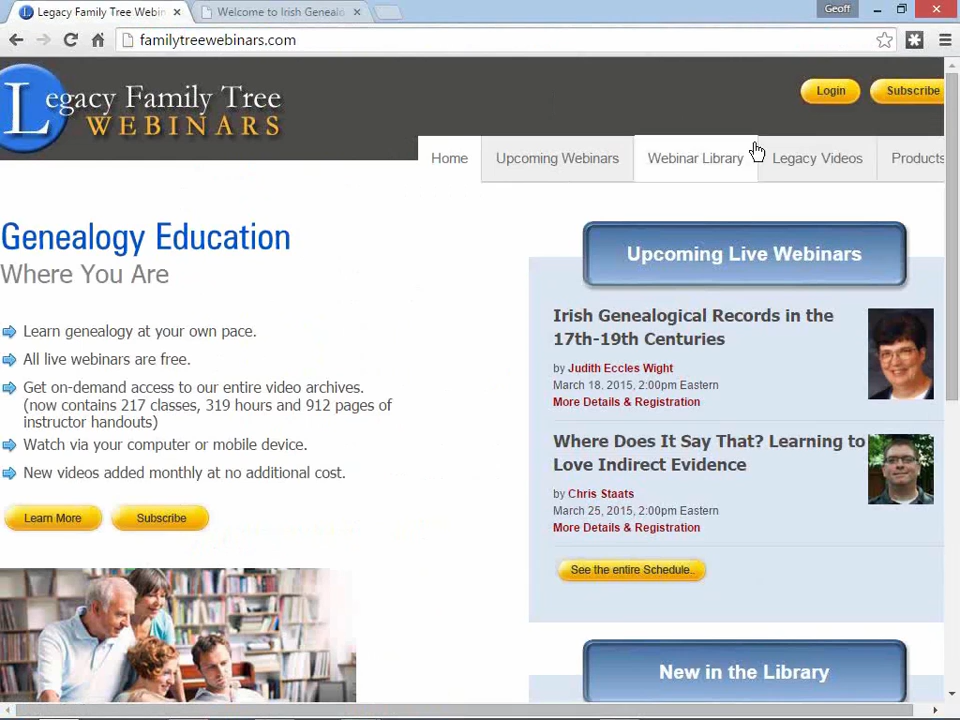 Legacy Family Tree Webin
Welcome to Irish Genealo
Geoff
familytreewebinars.com
Legacy Family Tree
WEBINARS
Login
Subscribe
Home
Upcoming Webinars
Webinar Library
Legacy Videos
Products
Genealogy Education
Where You Are
Learn genealogy at your own pace.
All live webinars are free.
Get on-demand access to our entire video archives.
(now contains 217 classes, 319 hours and 912 pages of
instructor handouts)
Watch via your computer or mobile device.
New videos added monthly at no additional cost.
Learn More
Subscribe
Upcoming Live Webinars
Irish Genealogical Records in the
17th-19th Centuries
by Judith Eccles Wight
March 18, 2015, 2:00pm Eastern
More Details & Registration
Where Does It Say That? Learning to
Love Indirect Evidence
by Chris Staats
March 25, 2015, 2:00pm Eastern
More Details & Registration
See the entire Schedule..
New in the Library